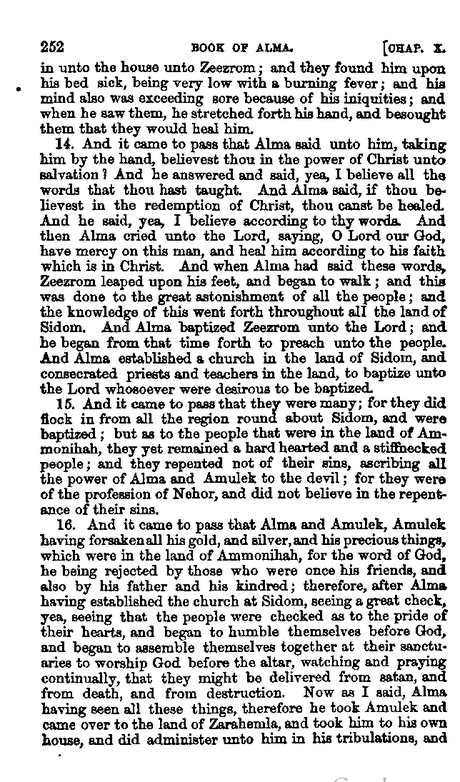 252 BOOK OF ALMA. [CHAP. X.
in unto the house unto Zeezrom; and they found him upon
his bed sick, being very low with a burning fever; and his
mind also was exceeding sore because of his iniquities; and
when he saw them, he stretched forth his hand, and besought
them that they would heal him.
14. And it came to pass that Alma said unto him, taking
him by the hand, believest thou in the power of Christ unto
salvation? And he answered and said, yea, I believe all the
words that thou hast taught. And Alma said, if thou be-
lievest in the redemption of Christ, thou canst be healed.
And he said, yea, I believe according to thy words. And
then Alma cried unto the Lord, saying, O Lord our God,
have mercy on this man, and heal him according to his faith
which is in Christ. And when Alma had said these words,
Zeezrom leaped upon his feet, and began to walk; and this
was done to the great astonishment of all the people; and
the knowledge of this went forth throughout all the land of
Sidom. And Alma baptized Zeezrom unto the Lord; and
he began from that time forth to preach unto the people.
And Alma established a church in the land of Sidom, and
consecrated priests and teachers in the land, to baptize unto
the Lord whosoever were desirous to be baptized.
15. And it came to pass that they were many; for they did
flock in from all the region round about Sidom, and were
baptized; but as to the people that were in the land of Am-
monihah, they yet remained a hard hearted and a stiffnecked
people; and they repented not of their sins, ascribing all
the power of Alma and Amulek to the devil; for they were
of the profession of Nehor, and did not believe in the repent-
ance of their sins.
16. And it came to pass that Alma and Amulek, Amulek
having forsaken all his gold, and silver, and his precious things,
which were in the land of Ammonihah, for the word of God,
he being rejected by those who were once his friends, and
also by his father and his kindred; therefore, after Alma
having established the church at Sidom, seeing a great check,
yea, seeing that the people were checked as to the pride of
their hearts, and began to humble themselves before God,
and began to assemble themselves together at their sanctu-
aries to worship God before the altar, watching and praying
continually, that they might be delivered from satan, and
from death, and from destruction. Now as I said, Alma
having seen all these things, therefore he took Amulek and
came over to the land of Zarahemla, and took him to his own
house, and did administer unto him in his tribulations, and